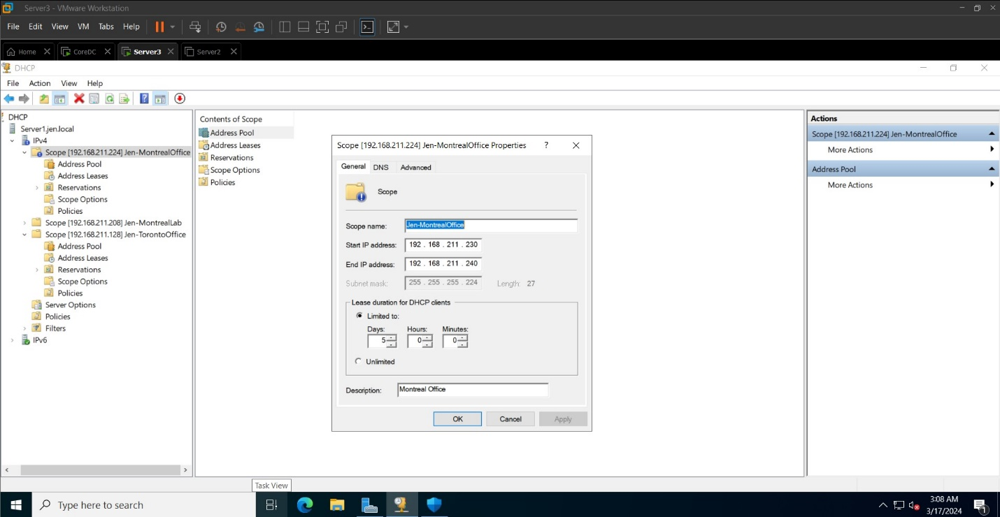 Server3 - VMware Workstation
File Edit View VM Tabs Help
Home CoreDC Server3 Server2
DHCP
File Action View Help
DHCP
Server1.jen.local
IPv4
Scope [192.168.211.224] Jen-MontrealOffice
Address Pool
Address Leases
Reservations
Scope Options
Policies
Scope [192.168.211.208] Jen-MontrealLab
Scope [192.168.211.128] Jen-TorontoOffice
Address Pool
Address Leases
Reservations
Scope Options
Policies
Server Options
Policies
Filters
IPv6
Contents of Scope
Address Pool
Address Leases
Reservations
Scope Options
Policies
Scope [192.168.211.224] Jen-MontrealOffice Properties ?
General DNS Advanced
Scope
Scope name: Jen-MontrealOffice
Start IP address: 192 . 168 . 211 . 230
End IP address: 192 . 168 . 211 . 240
Subnet mask: 255 . 255 . 255 . 224 Length: 27
Lease duration for DHCP clients
Limited to:
Days: Hours: Minutes:
5 0 0
Unlimited
Description: Montreal Office
OK Cancel Apply
Actions
Scope [192.168.211.224] Jen-MontrealOffice
More Actions
Address Pool
More Actions
Task View
Type here to search
3:08 AM
3/17/2024
1